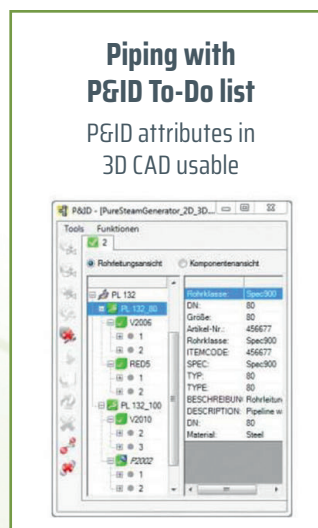 Piping with
P&ID To-Do list
P&ID attributes in
3D CAD usable
P&ID - [PureSteamGenerator_2D_3D...
Tools Funktionen
2
Rohrleitungsansicht Komponentenansicht
PL 132
PL 132_80
V2006
1
2
RED5
1
2
PL 132_100
V2010
2
3
P2002
1
2
Rohrklasse: Spec900
DN: 80
Größe: 80
Artikel-Nr.: 456677
Rohrklasse: Spec900
ITEMCODE: 456677
SPEC: Spec900
TYP: 80
TYPE: 80
BESCHREIBUN Rohrleitun
DESCRIPTION: Pipeline w
DN: 80
Material: Steel